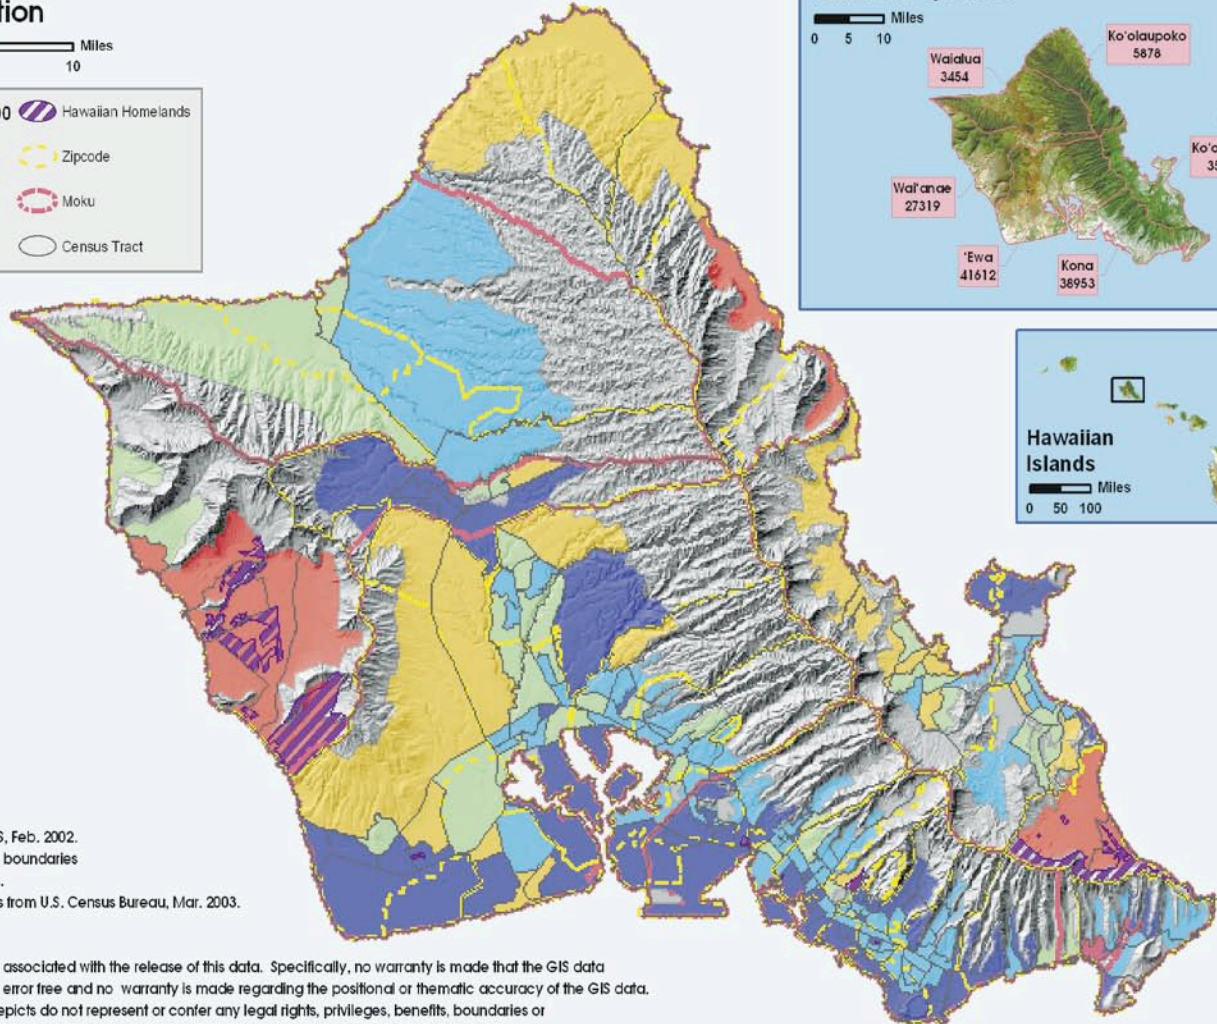 tion
Miles
10
00
Hawaiian Homelands
Zipcode
Moku
Census Tract
Miles
0 5 10
Ko'olaupoko
5878
Waialua
3454
Ko'o
35
Wai'anae
27319
'Ewa
41612
Kona
38953
Hawaiian
Islands
Miles
0 50 100
S, Feb. 2002.
boundaries
s from U.S. Census Bureau, Mar. 2003.
associated with the release of this data. Specifically, no warranty is made that the GIS data
error free and no warranty is made regarding the positional or thematic accuracy of the GIS data.
epicts do not represent or confer any legal rights, privileges, benefits, boundaries or